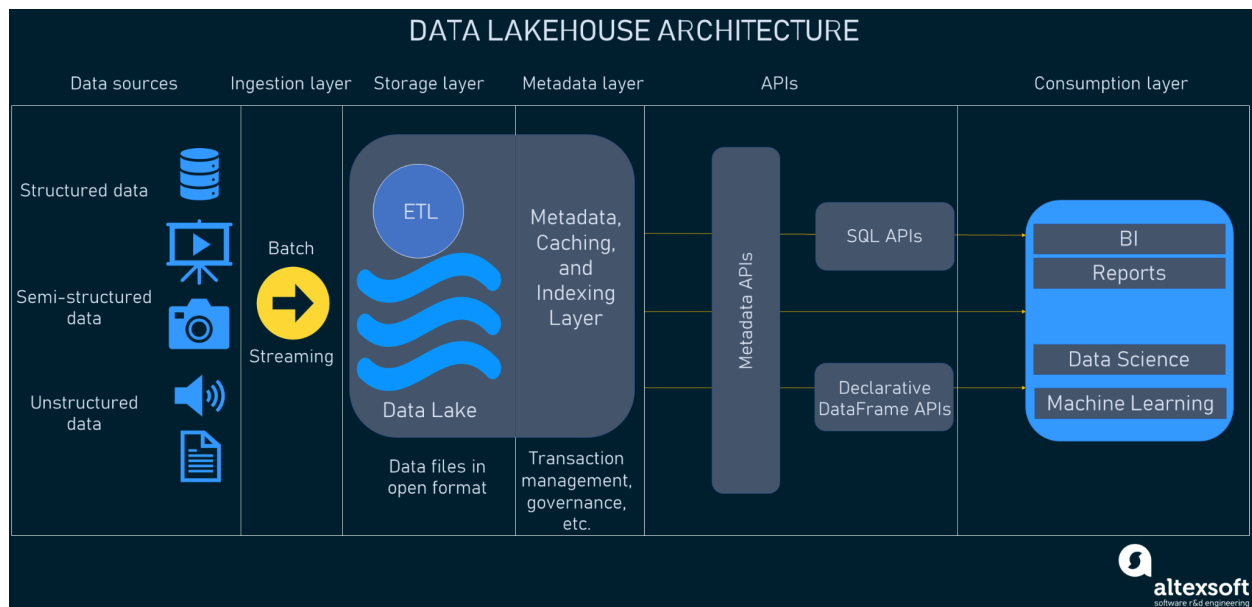 DATA LAKEHOUSE ARCHITECTURE
Data sources
Ingestion layer
Storage layer
Metadata layer
APIs
Consumption layer
Structured data
Semi-structured
data
Unstructured
data
Batch
Streaming
ETL
Data Lake
Data files in
open format
Metadata,
Caching,
and
Indexing
Layer
Transaction
management,
governance,
etc.
Metadata APIs
SQL APIs
Declarative
DataFrame APIs
BI
Reports
Data Science
Machine Learning
altexsoft
software r&d engineering